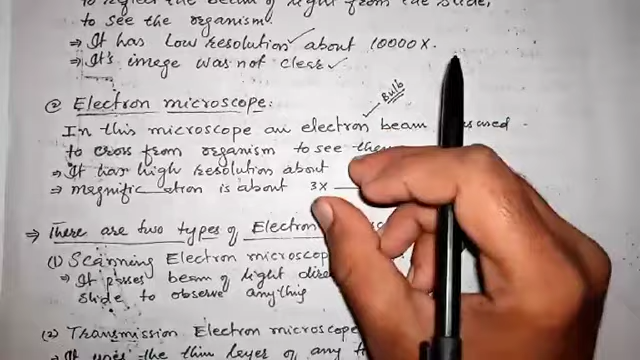 to reflect the beam of light from the slide,
to see the organism.
⇒ It has low resolution ✓ about 10000 X.
⇒ It's image was not clear ✓
② Electron microscope:
Bulb
In this microscope an electron beam used
to cross from organism to see
⇒ It has high resolution about
⇒ magnification is about 3X
⇒ There are two types of Electron
(1) Scanning Electron microscope
⇒ It passes beam of light
slide to observe anything
(2) Transmission Electron microscope
⇒ It uses the thin layer of any